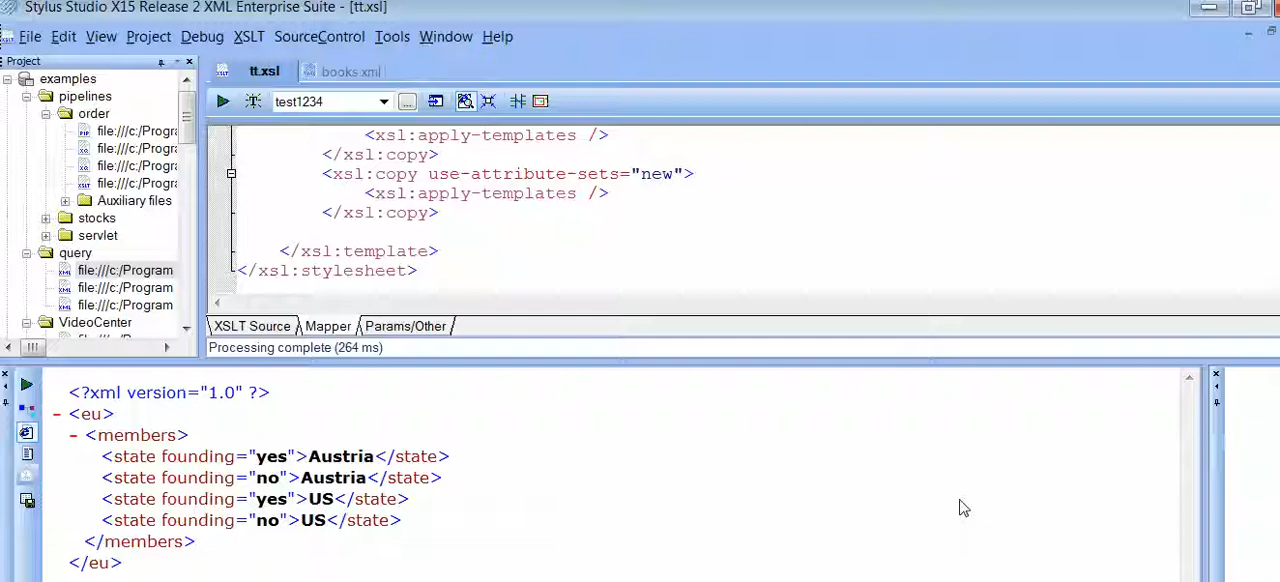 Stylus Studio X15 Release 2 XML Enterprise Suite - [tt.xsl]
File Edit View Project Debug XSLT SourceControl Tools Window Help
Project
tt.xsl books xml
examples
pipelines
order
file:///c:/Progra
file:///c:/Progra
file:///c:/Progra
file:///c:/Progra
Auxiliary files
stocks
servlet
query
file:///c:/Program
file:///c:/Program
file:///c:/Program
VideoCenter
test1234 ...
<xsl:apply-templates />
</xsl:copy>
<xsl:copy use-attribute-sets="new">
<xsl:apply-templates />
</xsl:copy>
</xsl:template>
</xsl:stylesheet>
XSLT Source Mapper Params/Other
Processing complete (264 ms)
<?xml version="1.0" ?>
- <eu>
- <members>
<state founding="yes">Austria</state>
<state founding="no">Austria</state>
<state founding="yes">US</state>
<state founding="no">US</state>
</members>
</eu>